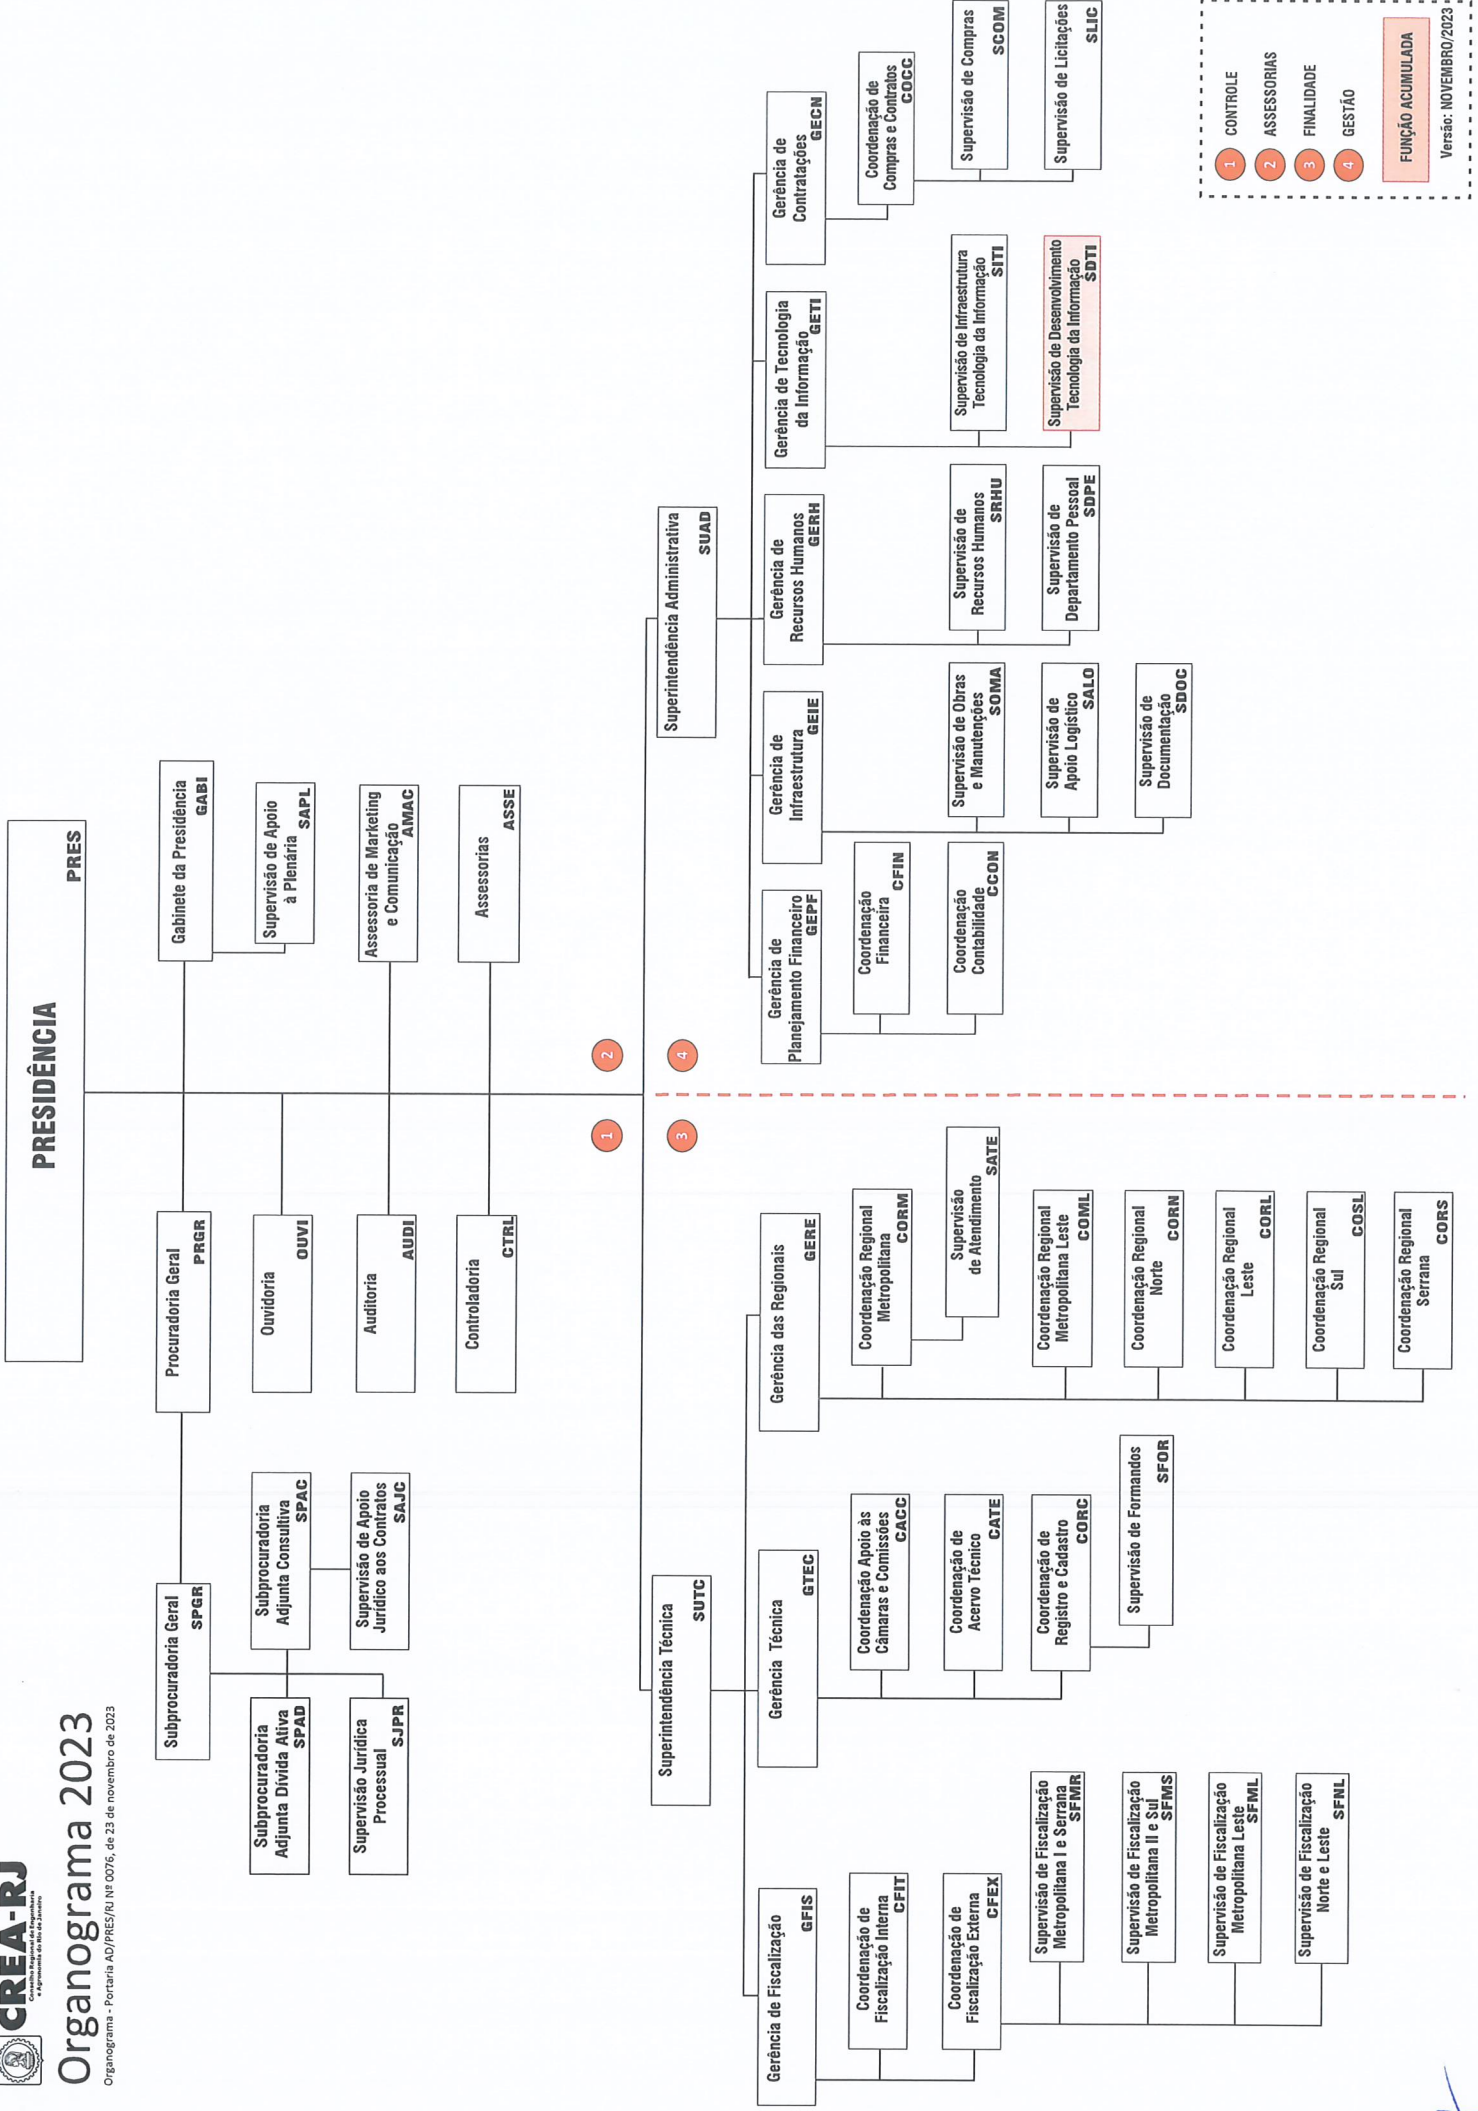 CREA-RJ
Conselho Regional de Engenharia
e Agronomia do Rio de Janeiro
Organograma 2023
Organograma - Portaria AD/PRES/RJ Nº 0076, de 23 de novembro de 2023
PRESIDÊNCIA
PRES
Subprocuradoria Geral
SPGR
Procuradoria Geral
PRGR
Gabinete da Presidência
GABI
Subprocuradoria
Adjunta Dívida Ativa
SPAD
Subprocuradoria
Adjunta Consultiva
SPAC
Ouvidoria
OUVI
Supervisão de Apoio
à Plenária
SAPL
Supervisão Jurídica
Processual
SJPR
Supervisão de Apoio
Jurídico aos Contratos
SAJC
Auditoria
AUDI
Assessoria de Marketing
e Comunicação
AMAC
Controladoria
CTRL
Assessorias
ASSE
1
2
3
4
Superintendência Técnica
SUTC
Superintendência Administrativa
SUAD
Gerência de Fiscalização
GFIS
Coordenação de
Fiscalização Interna
CFIT
Coordenação de
Fiscalização Externa
CFEX
Supervisão de Fiscalização
Metropolitana I e Serrana
SFMR
Supervisão de Fiscalização
Metropolitana II e Sul
SFMS
Supervisão de Fiscalização
Metropolitana Leste
SFML
Supervisão de Fiscalização
Norte e Leste
SFNL
Gerência Técnica
GTEC
Coordenação Apoio às
Câmaras e Comissões
CACC
Coordenação de
Acervo Técnico
CATE
Coordenação de
Registro e Cadastro
CORC
Supervisão de Formandos
SFOR
Gerência das Regionais
GERE
Coordenação Regional
Metropolitana
CORM
Supervisão
de Atendimento
SATE
Coordenação Regional
Metropolitana Leste
COML
Coordenação Regional
Norte
CORN
Coordenação Regional
Leste
CORL
Coordenação Regional
Sul
COSL
Coordenação Regional
Serrana
CORS
Gerência de
Planejamento Financeiro
GEPF
Coordenação
Financeira
CFIN
Coordenação
Contabilidade
CCON
Gerência de
Infraestrutura
GEIE
Supervisão de Obras
e Manutenções
SOMA
Supervisão de
Apoio Logístico
SALO
Supervisão de
Documentação
SDOC
Gerência de
Recursos Humanos
GERH
Supervisão de
Recursos Humanos
SRHU
Supervisão de
Departamento Pessoal
SDPE
Gerência de Tecnologia
da Informação
GETI
Supervisão de Infraestrutura
Tecnologia da Informação
SITI
Supervisão de Desenvolvimento
Tecnologia da Informação
SDTI
Gerência de
Contratações
GECN
Coordenação de
Compras e Contratos
COCC
Supervisão de Compras
SCOM
Supervisão de Licitações
SLIC
1 CONTROLE
2 ASSESSORIAS
3 FINALIDADE
4 GESTÃO
FUNÇÃO ACUMULADA
Versão: NOVEMBRO/2023